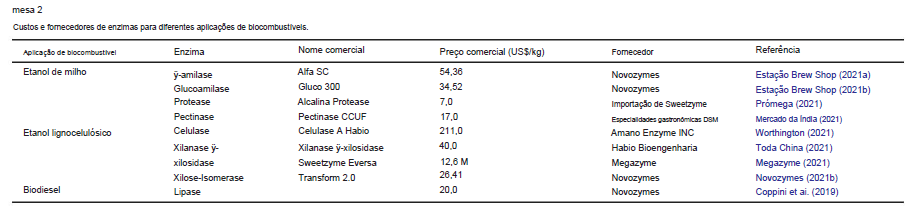 mesa 2
Custos e fornecedores de enzimas para diferentes aplicações de biocombustíveis.
Aplicação de biocombustível Enzima Nome comercial Preço comercial (US$/kg) Fornecedor Referência
Etanol de milho ÿ-amilase Alfa SC 54,36 Novozymes Estação Brew Shop (2021a)
Glucoamilase Gluco 300 34,52 Novozymes Estação Brew Shop (2021b)
Protease Alcalina Protease 7,0 Importação de Sweetzyme Prómega (2021)
Pectinase Pectinase CCUF 17,0 Especialidades gastronômicas DSM Mercado da Índia (2021)
Etanol lignocelulósico Celulase Celulase A Habio 211,0 Amano Enzyme INC Worthington (2021)
Xilanase ÿ- Xilanase ÿ-xilosidase 40,0 Habio Bioengenharia Toda China (2021)
xilosidase Sweetzyme Eversa 12,6 M Megazyme Megazyme (2021)
Xilose-Isomerase Transform 2.0 26,41 Novozymes Novozymes (2021b)
Biodiesel Lipase 20,0 Novozymes Coppini et ai. (2019)